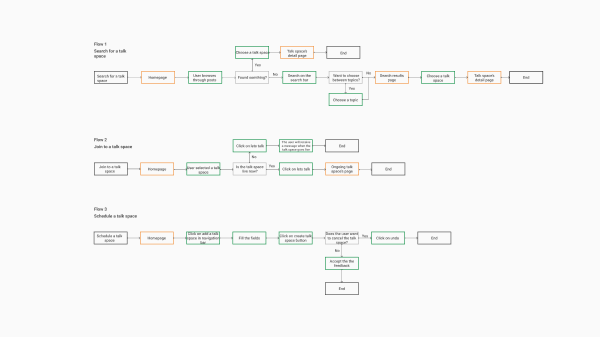 Flow 1
Search for a talk
space
Choose a talk space
Talk space's
detail page
End
Yes
Search for a talk
space
Homepage
User browses
through posts
Found something?
No
Search on the
search bar
Want to choose
between topics?
No
Search results
page
Choose a talk
space
Talk space's
detail page
End
Yes
Choose a topic
Flow 2
Join to a talk space
Click on lets talk
The user will receive
a message when the
talk space goes live
End
No
Join to a talk
space
Homepage
User selected a talk
space
Is the talk space
live now?
Yes
Click on lets talk
Ongoing talk
space's page
End
Flow 3
Schedule a talk space
Schedule a talk
space
Homepage
Click on add a talk
space in navigation
bar
Fill the fields
Click on create talk
space button
Does the user want
to cancel the talk
space?
Yes
Click on undo
End
No
Accept the the
feedback
End